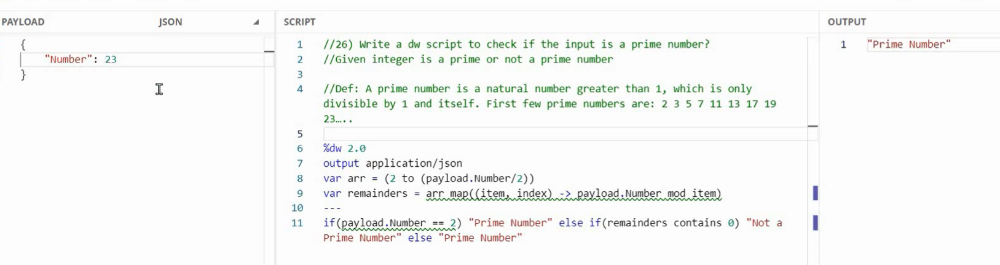 PAYLOAD JSON
{
"Number": 23
}
SCRIPT
1 //26) Write a dw script to check if the input is a prime number?
2 //Given integer is a prime or not a prime number
3
4 //Def: A prime number is a natural number greater than 1, which is only
divisible by 1 and itself. First few prime numbers are: 2 3 5 7 11 13 17 19
23…..
5
6 %dw 2.0
7 output application/json
8 var arr = (2 to (payload.Number/2))
9 var remainders = arr map((item, index) -> payload.Number mod item)
10 ---
11 if(payload.Number == 2) "Prime Number" else if(remainders contains 0) "Not a
Prime Number" else "Prime Number"
OUTPUT
1 "Prime Number"